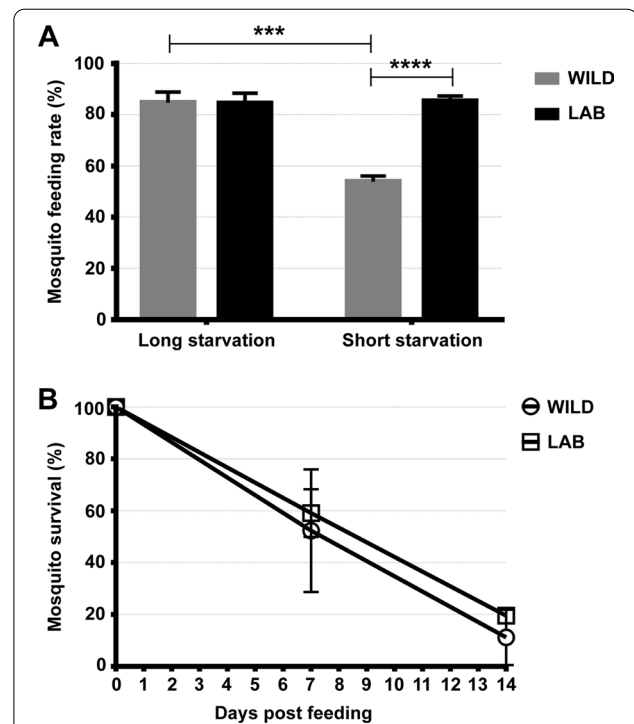 A
***
****
WILD
LAB
Mosquito feeding rate (%)
100
80
60
40
20
0
Long starvation
Short starvation
B
WILD
LAB
Mosquito survival (%)
100
80
60
40
20
0
0 1 2 3 4 5 6 7 8 9 10 11 12 13 14
Days post feeding